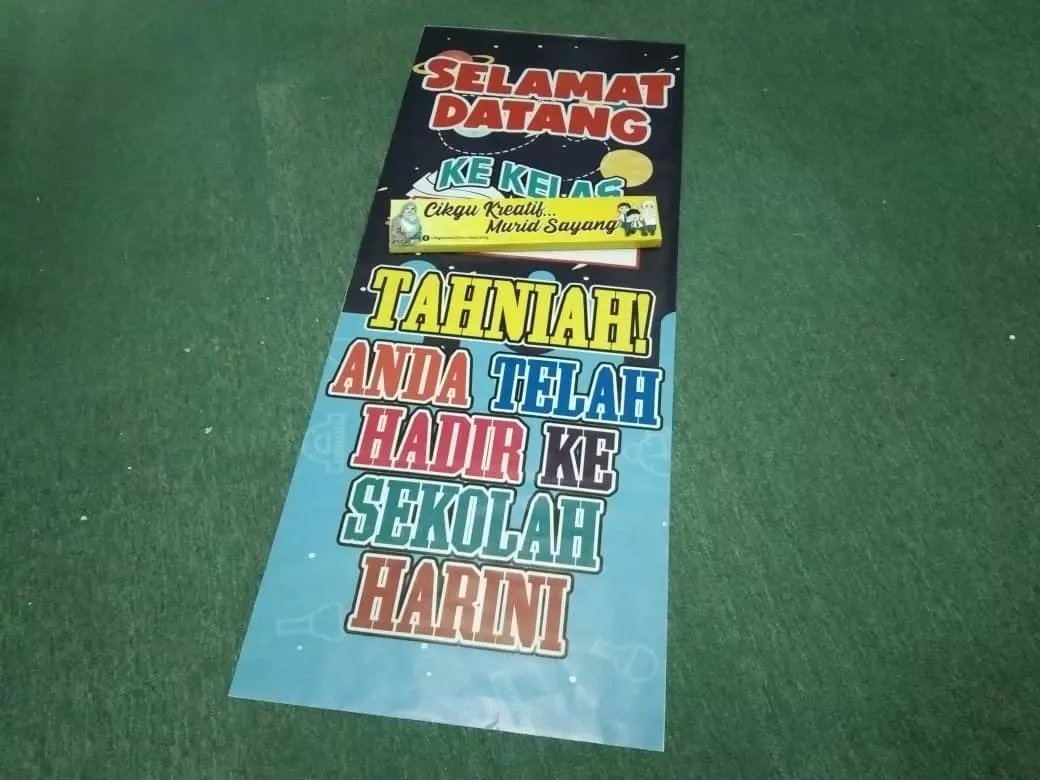 SELAMAT
DATANG
KE KELAS
Cikgu Kreatif...
Murid Sayang
TAHNIAH!
ANDA TELAH
HADIR KE
SEKOLAH
HARINI